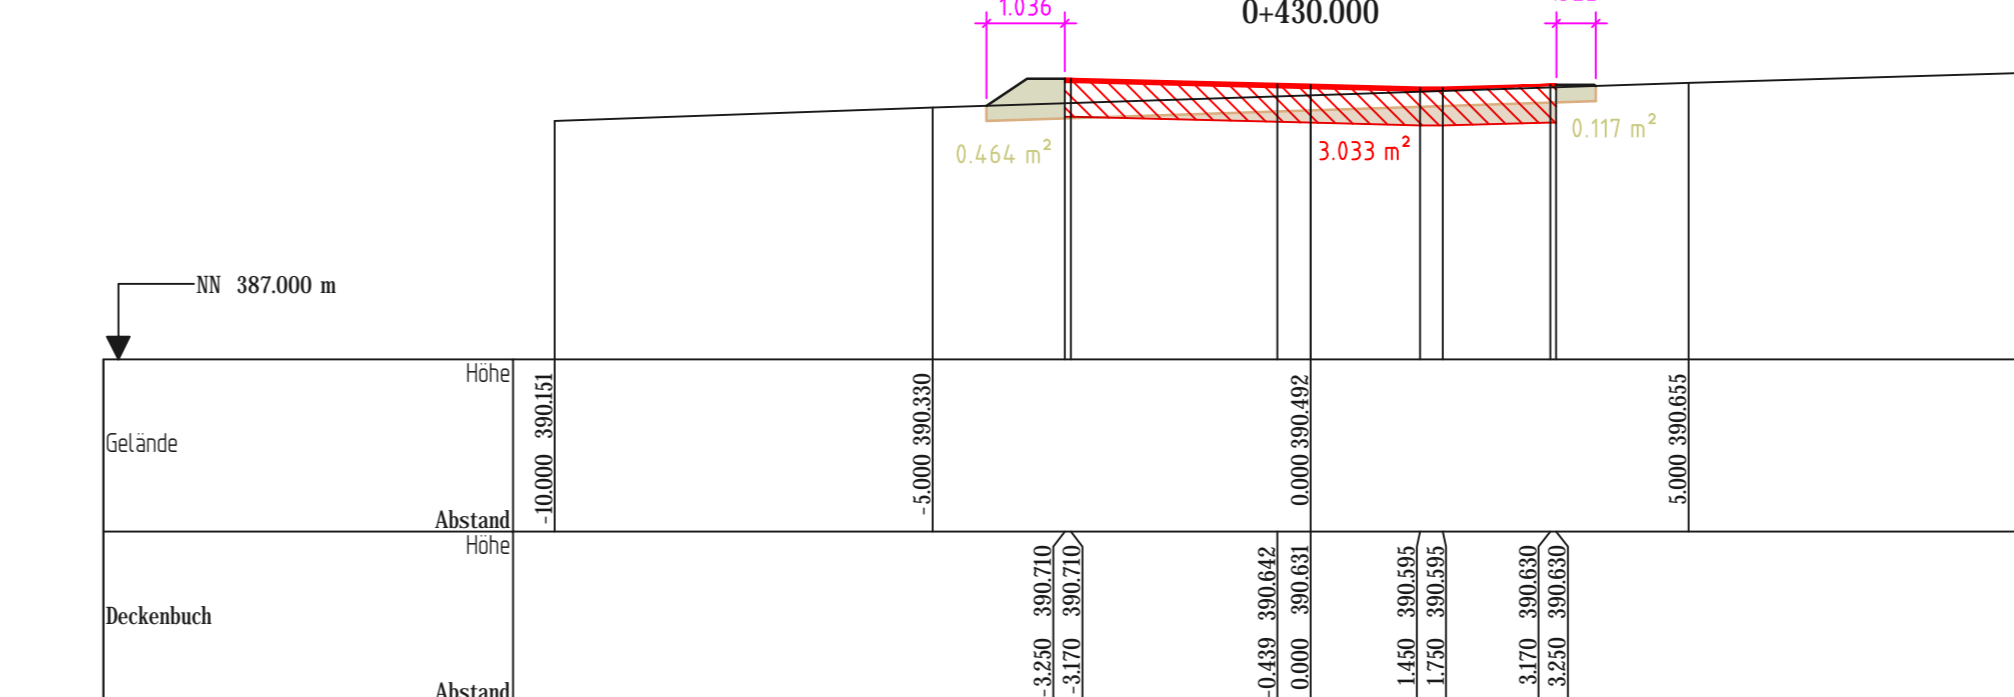 1.036
0+430.000
0.464 m²
3.033 m²
0.117 m²
NN 387.000 m
Höhe
Gelände
Abstand
-10.000 390.151
-5.000 390.330
0.000 390.492
5.000 390.655
Höhe
Deckenbuch
Abstand
-3.250 390.710
-3.170 390.710
-0.439 390.642
0.000 390.631
1.450 390.595
1.750 390.595
3.170 390.630
3.250 390.630